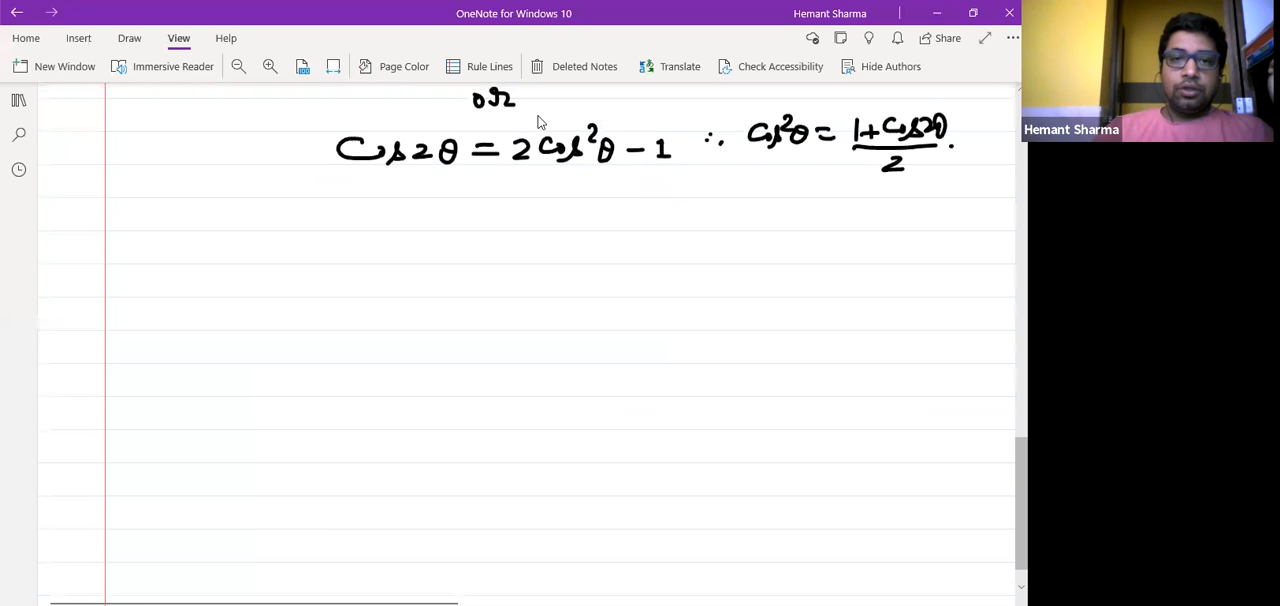 OneNote for Windows 10
Hemant Sharma
Home Insert Draw View Help
Share
New Window Immersive Reader Page Color Rule Lines Deleted Notes Translate Check Accessibility Hide Authors
Hemant Sharma
or
Cos2θ = 2Cos²θ − 1 ∴ Cos²θ = (1+Cos2θ)/2.